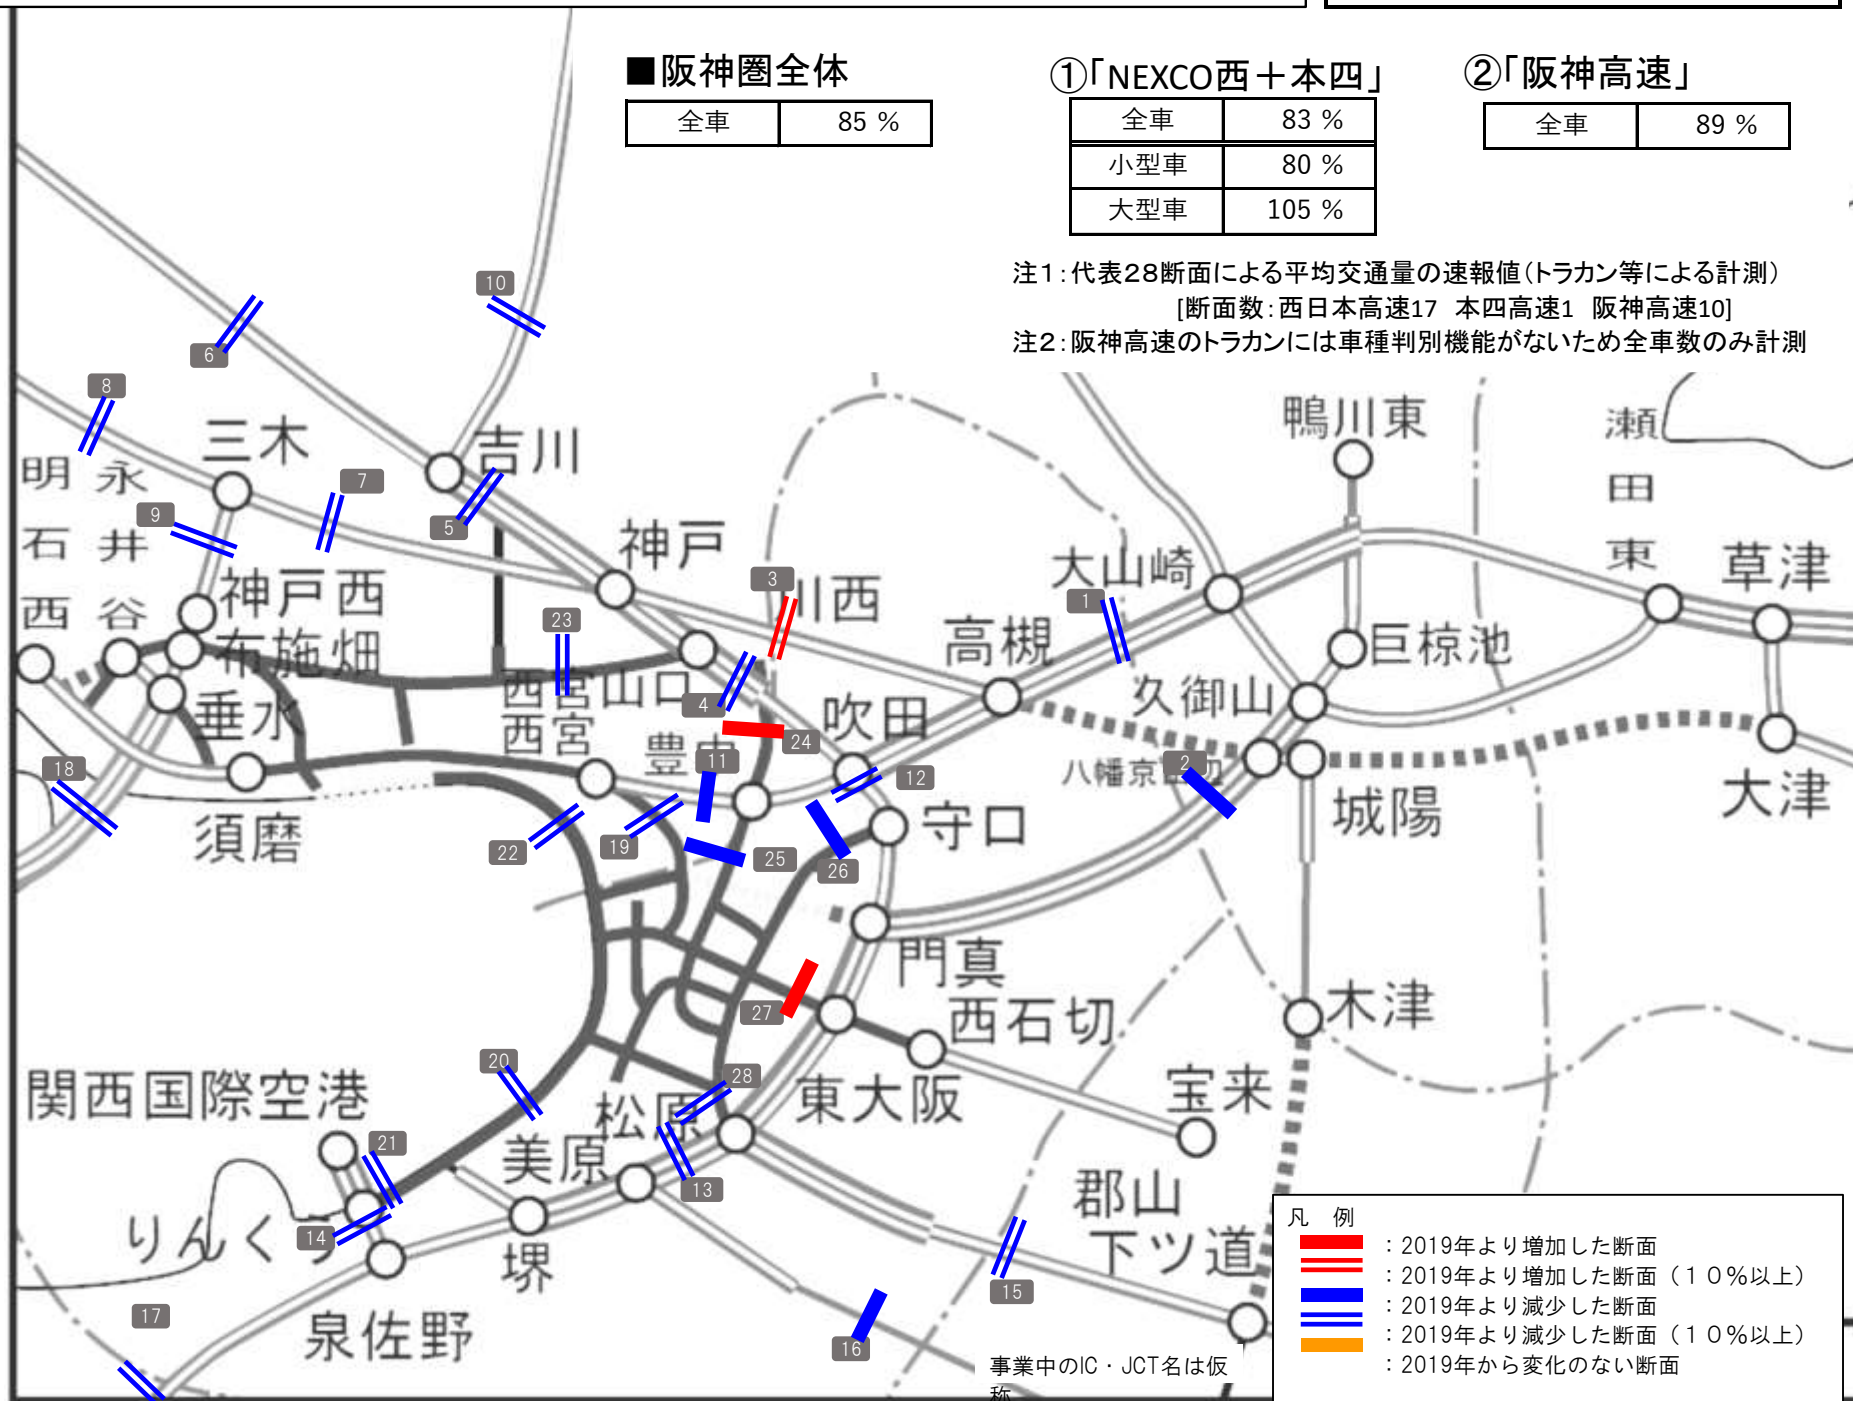 ■阪神圏全体
全車 85 %
①「NEXCO西＋本四」
全車 83 %
小型車 80 %
大型車 105 %
②「阪神高速」
全車 89 %
注1：代表28断面による平均交通量の速報値（トラカン等による計測）
[断面数：西日本高速17 本四高速1 阪神高速10]
注2：阪神高速のトラカンには車種判別機能がないため全車数のみ計測
10
6
8
三木
吉川
鴨川東
瀬田東
明石西
永井谷
7
9
5
神戸
神戸西
布施畑
23
3
川西
大山崎
1
草津
高槻
巨椋池
西宮山口
西宮
4
垂水
久御山
吹田
豊中
11
24
12
八幡京田辺
2
18
須磨
22
19
25
26
守口
城陽
大津
門真
27
西石切
木津
20
28
東大阪
宝来
関西国際空港
松原
21
美原
13
郡山
下ツ道
りんくう
14
堺
15
17
泉佐野
16
事業中のIC・JCT名は仮
称
凡 例
：2019年より増加した断面
：2019年より増加した断面（１０％以上）
：2019年より減少した断面
：2019年より減少した断面（１０％以上）
：2019年から変化のない断面